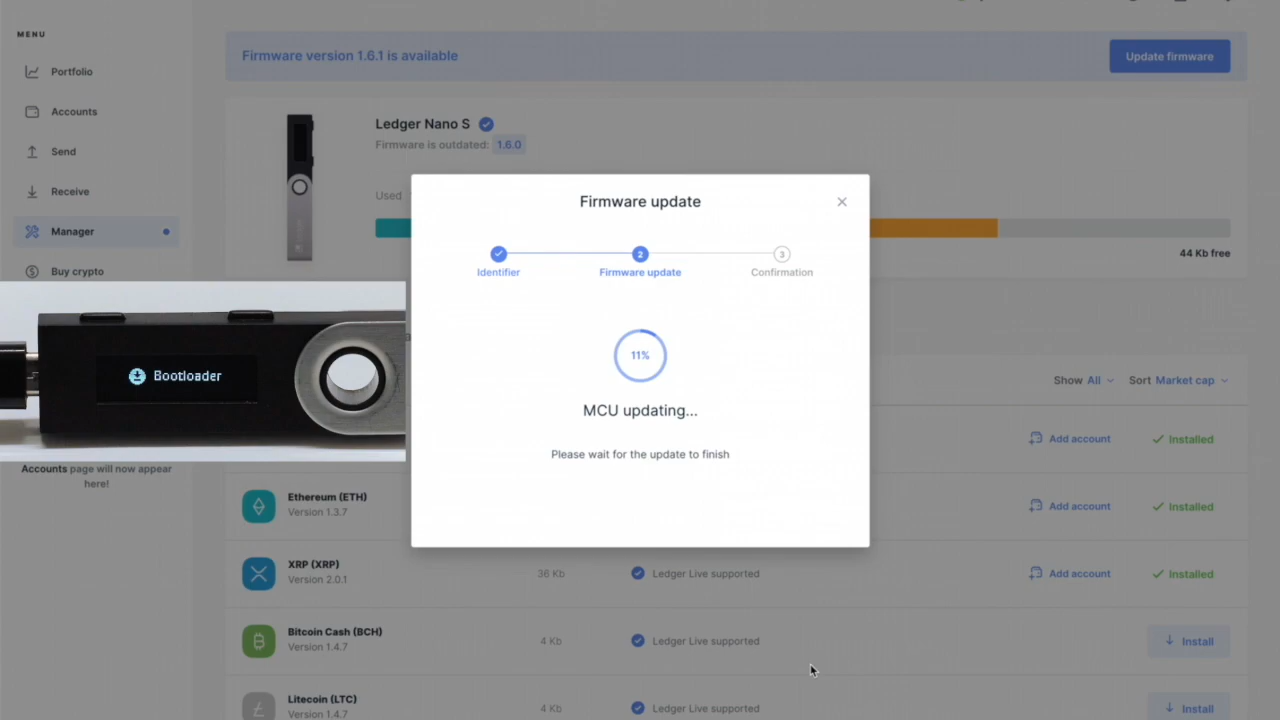 MENU
Portfolio
Accounts
Send
Receive
Manager
Buy crypto
Accounts page will now appear
here!
Firmware version 1.6.1 is available
Update firmware
Ledger Nano S
Firmware is outdated: 1.6.0
Used
44 Kb free
Firmware update
Identifier
2
Firmware update
3
Confirmation
11%
MCU updating...
Please wait for the update to finish
Bootloader
Show All
Sort Market cap
Add account
Installed
Ethereum (ETH)
Version 1.3.7
Add account
Installed
XRP (XRP)
Version 2.0.1
36 Kb
Ledger Live supported
Add account
Installed
Bitcoin Cash (BCH)
Version 1.4.7
4 Kb
Ledger Live supported
Install
Litecoin (LTC)
Version 1.4.7
4 Kb
Ledger Live supported
Install